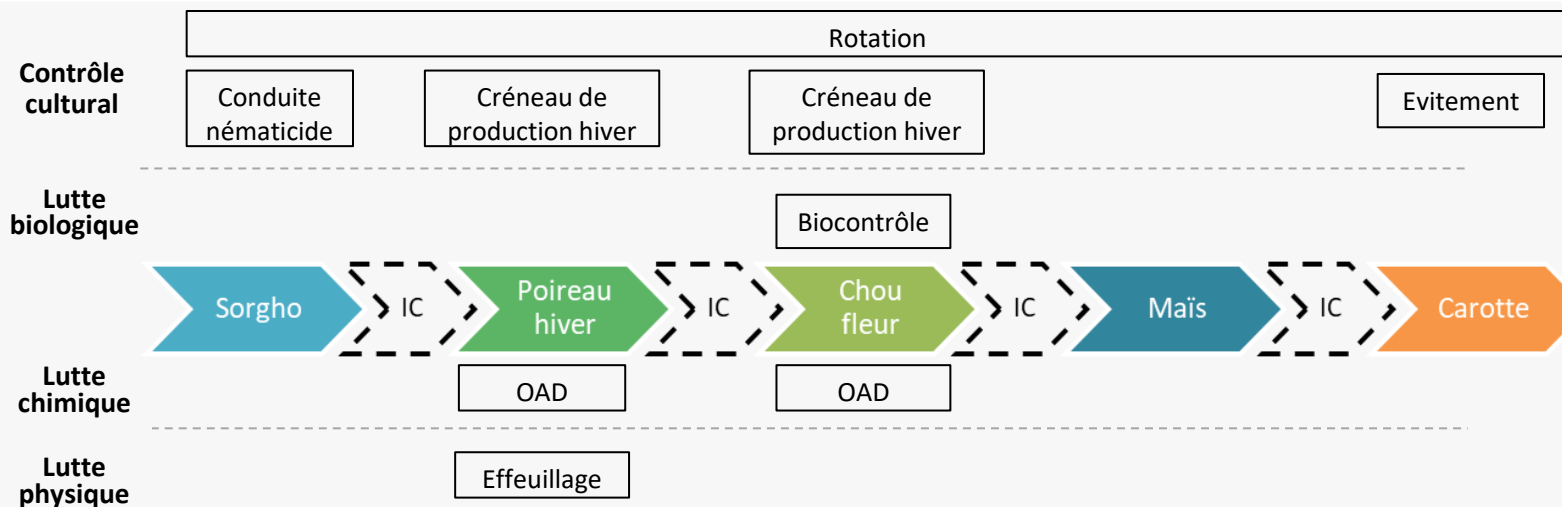 Rotation
Contrôle
cultural
Conduite
nématicide
Créneau de
production hiver
Créneau de
production hiver
Evitement
Lutte
biologique
Biocontrôle
Sorgho
IC
Poireau
hiver
IC
Chou
fleur
IC
Maïs
IC
Carotte
Lutte
chimique
OAD
OAD
Lutte
physique
Effeuillage